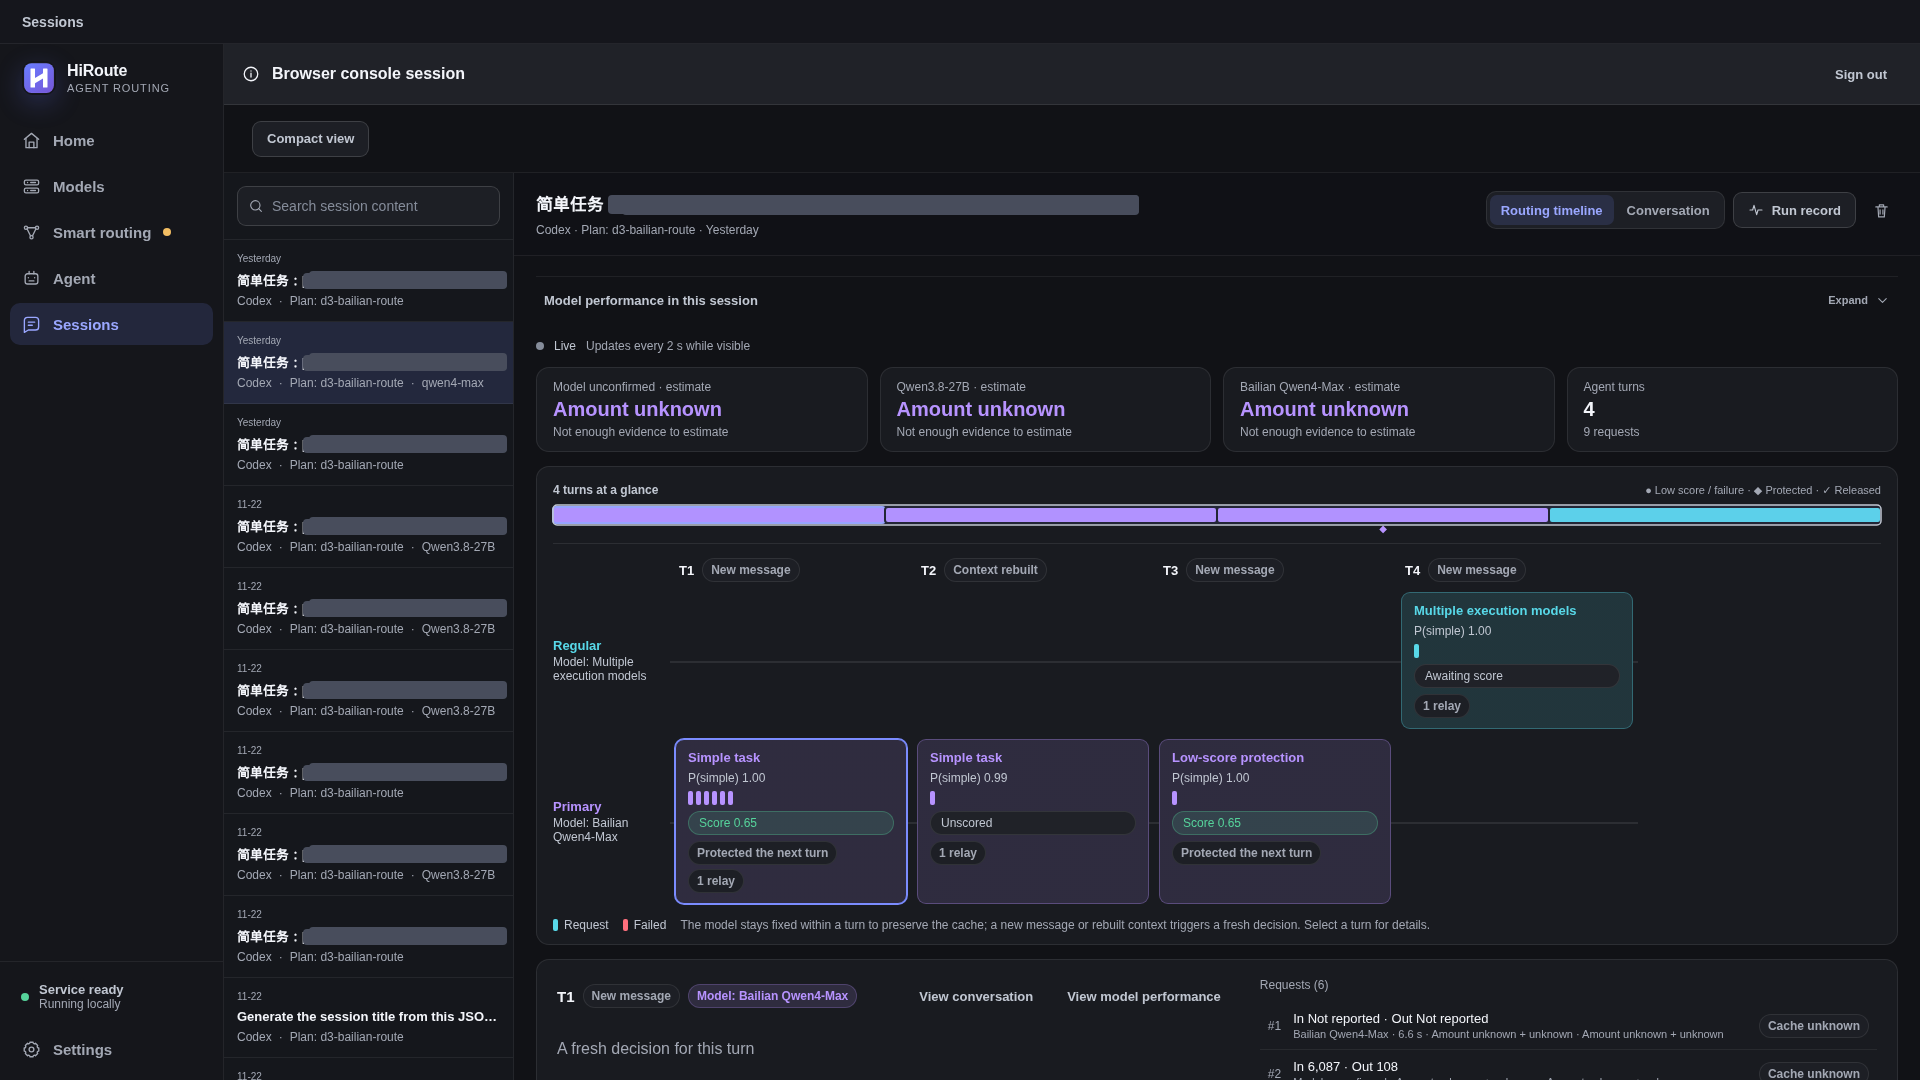 Sessions
HiRoute
AGENT ROUTING
Home
Models
Smart routing
Agent
Sessions
Service ready
Running locally
Settings
Browser console session
Sign out
Compact view
Search session content
Yesterday
简单任务：
Codex · Plan: d3-bailian-route
Yesterday
简单任务：
Codex · Plan: d3-bailian-route · qwen4-max
Yesterday
简单任务：
Codex · Plan: d3-bailian-route
11-22
简单任务：
Codex · Plan: d3-bailian-route · Qwen3.8-27B
11-22
简单任务：
Codex · Plan: d3-bailian-route · Qwen3.8-27B
11-22
简单任务：
Codex · Plan: d3-bailian-route · Qwen3.8-27B
11-22
简单任务：
Codex · Plan: d3-bailian-route
11-22
简单任务：
Codex · Plan: d3-bailian-route · Qwen3.8-27B
11-22
简单任务：
Codex · Plan: d3-bailian-route
11-22
Generate the session title from this JSO…
Codex · Plan: d3-bailian-route
11-22
简单任务
Codex · Plan: d3-bailian-route · Yesterday
Routing timeline
Conversation
Run record
Model performance in this session
Expand
Live Updates every 2 s while visible
Model unconfirmed · estimate
Amount unknown
Not enough evidence to estimate
Qwen3.8-27B · estimate
Amount unknown
Not enough evidence to estimate
Bailian Qwen4-Max · estimate
Amount unknown
Not enough evidence to estimate
Agent turns
4
9 requests
4 turns at a glance
● Low score / failure · ◆ Protected · ✓ Released
T1 New message
T2 Context rebuilt
T3 New message
T4 New message
Regular
Model: Multiple
execution models
Multiple execution models
P(simple) 1.00
Awaiting score
1 relay
Primary
Model: Bailian
Qwen4-Max
Simple task
P(simple) 1.00
Score 0.65
Protected the next turn
1 relay
Simple task
P(simple) 0.99
Unscored
1 relay
Low-score protection
P(simple) 1.00
Score 0.65
Protected the next turn
Request Failed The model stays fixed within a turn to preserve the cache; a new message or rebuilt context triggers a fresh decision. Select a turn for details.
T1 New message Model: Bailian Qwen4-Max
View conversation
View model performance
A fresh decision for this turn
Requests (6)
#1 In Not reported · Out Not reported
Bailian Qwen4-Max · 6.6 s · Amount unknown + unknown · Amount unknown + unknown
Cache unknown
#2 In 6,087 · Out 108
Cache unknown